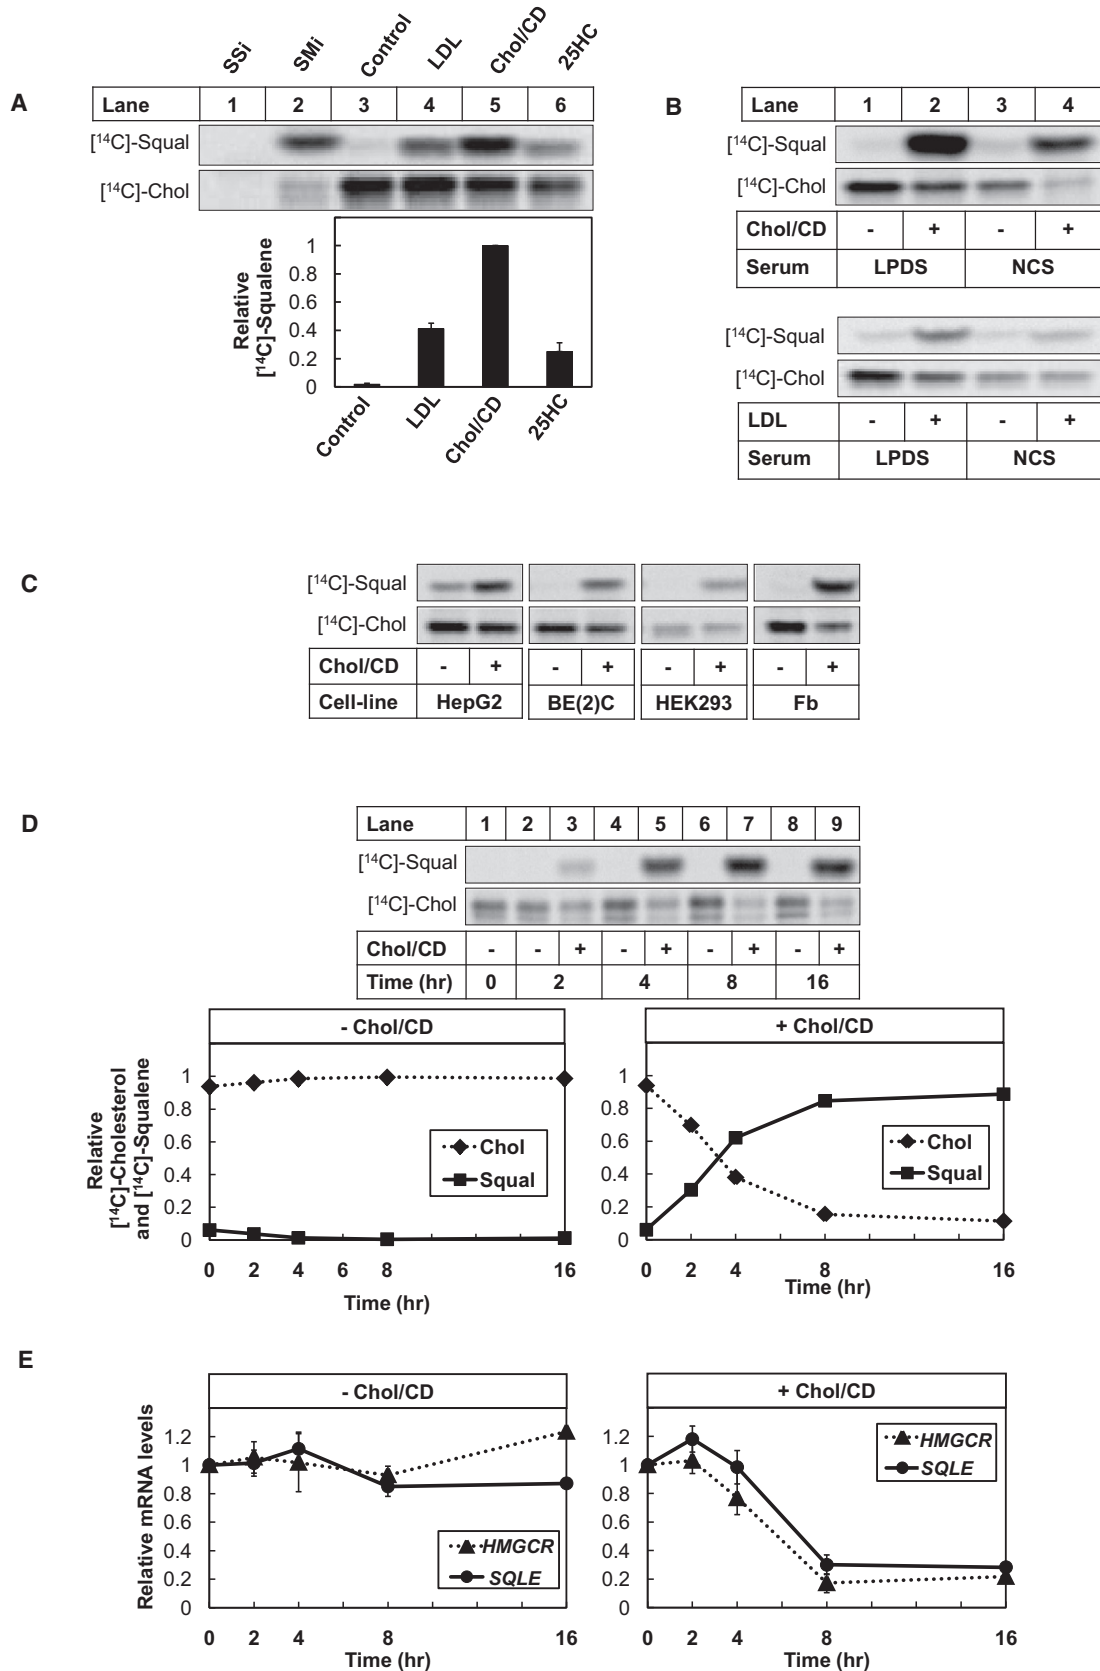 A
SSi SMi Control LDL Chol/CD 25HC
Lane 1 2 3 4 5 6
[¹⁴C]-Squal
[¹⁴C]-Chol
Relative
[¹⁴C]-Squalene
1
0.8
0.6
0.4
0.2
0
Control LDL Chol/CD 25HC
B
Lane 1 2 3 4
[¹⁴C]-Squal
[¹⁴C]-Chol
Chol/CD - + - +
Serum LPDS NCS
[¹⁴C]-Squal
[¹⁴C]-Chol
LDL - + - +
Serum LPDS NCS
C
[¹⁴C]-Squal
[¹⁴C]-Chol
Chol/CD - + - + - + - +
Cell-line HepG2 BE(2)C HEK293 Fb
D
Lane 1 2 3 4 5 6 7 8 9
[¹⁴C]-Squal
[¹⁴C]-Chol
Chol/CD - - + - + - + - +
Time (hr) 0 2 4 8 16
Relative
[¹⁴C]-Cholesterol
and [¹⁴C]-Squalene
- Chol/CD
1
0.8
0.6
0.4
0.2
0
Chol
Squal
0 2 4 6 8 16
Time (hr)
+ Chol/CD
1
0.8
0.6
0.4
0.2
0
Chol
Squal
0 2 4 8 16
Time (hr)
E
Relative mRNA levels
- Chol/CD
1.2
1
0.8
0.6
0.4
0.2
0
HMGCR
SQLE
0 2 4 8 16
Time (hr)
+ Chol/CD
1.2
1
0.8
0.6
0.4
0.2
0
HMGCR
SQLE
0 2 4 8 16
Time (hr)